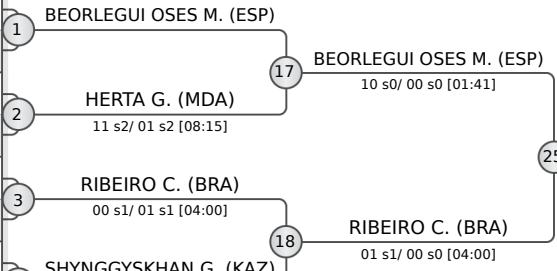 1
BEORLEGUI OSES M. (ESP)
17
BEORLEGUI OSES M. (ESP)
10 s0/ 00 s0 [01:41]
2
HERTA G. (MDA)
11 s2/ 01 s2 [08:15]
25
3
RIBEIRO C. (BRA)
00 s1/ 01 s1 [04:00]
18
RIBEIRO C. (BRA)
01 s1/ 00 s0 [04:00]
SHYNGGYSKHAN G. (KAZ)